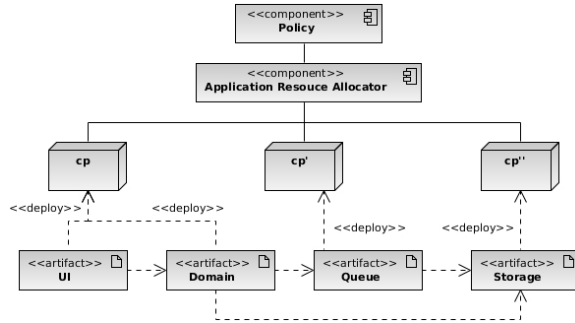 <<component>>
Policy
<<component>>
Application Resouce Allocator
cp
cp'
cp''
<<deploy>>
<<deploy>>
<<deploy>>
<<deploy>>
<<artifact>>
UI
<<artifact>>
Domain
<<artifact>>
Queue
<<artifact>>
Storage